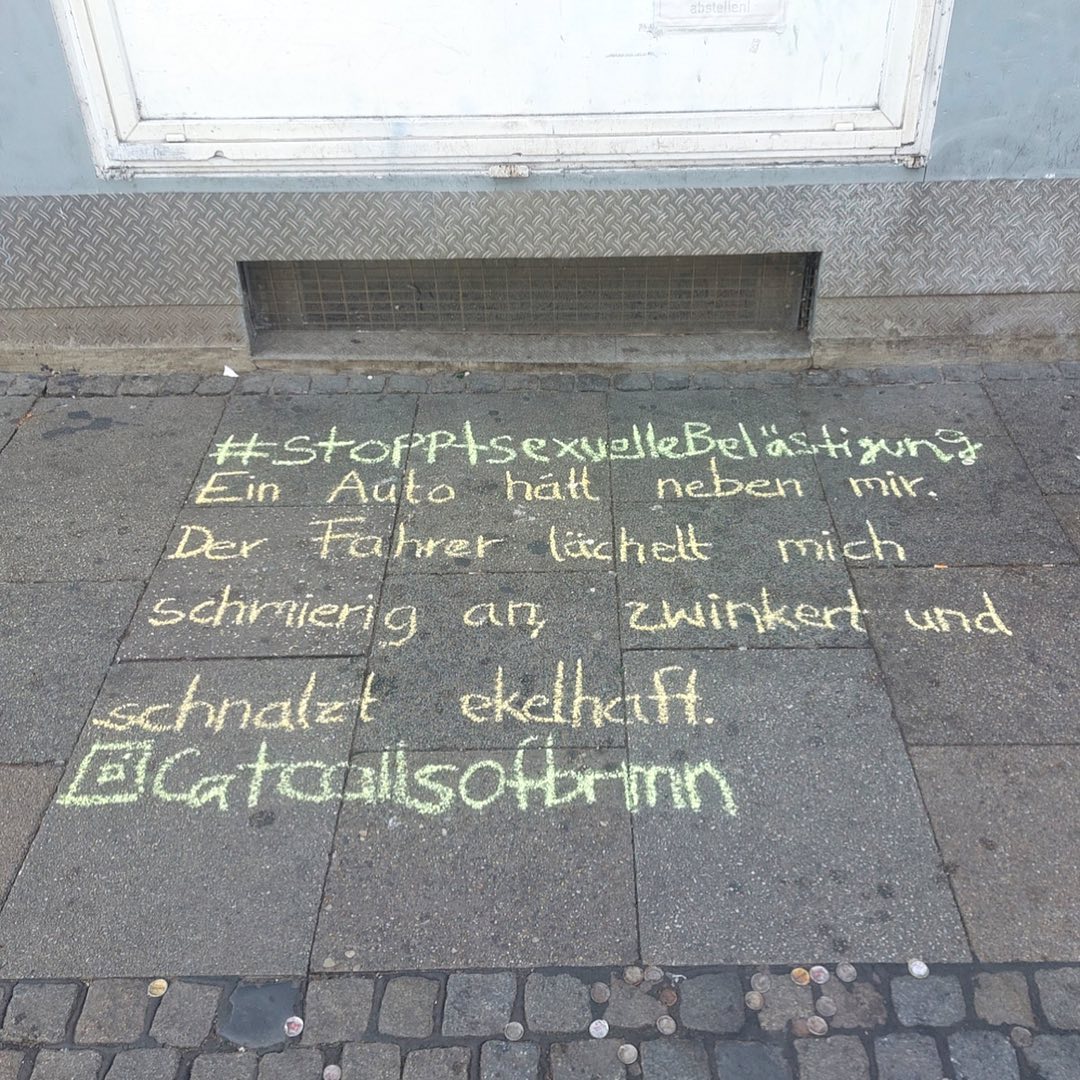 abstellen!
#stopptsexuelleBelästigung
Ein Auto hält neben mir.
Der Fahrer lächelt mich
schmierig an, zwinkert und
schnalzt ekelhaft.
@Catcallsofbrmn